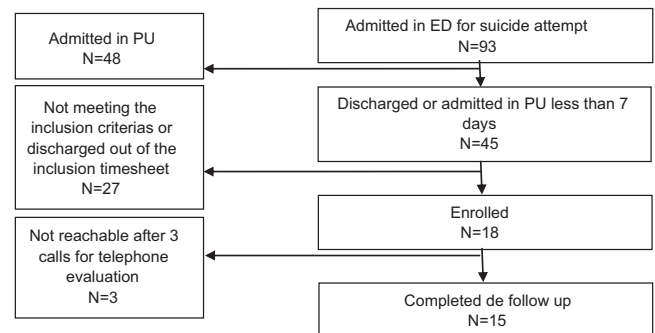 Admitted in PU
N=48
Admitted in ED for suicide attempt
N=93
Not meeting the
inclusion criterias or
discharged out of the
inclusion timesheet
N=27
Discharged or admitted in PU less than 7
days
N=45
Enrolled
N=18
Not reachable after 3
calls for telephone
evaluation
N=3
Completed de follow up
N=15